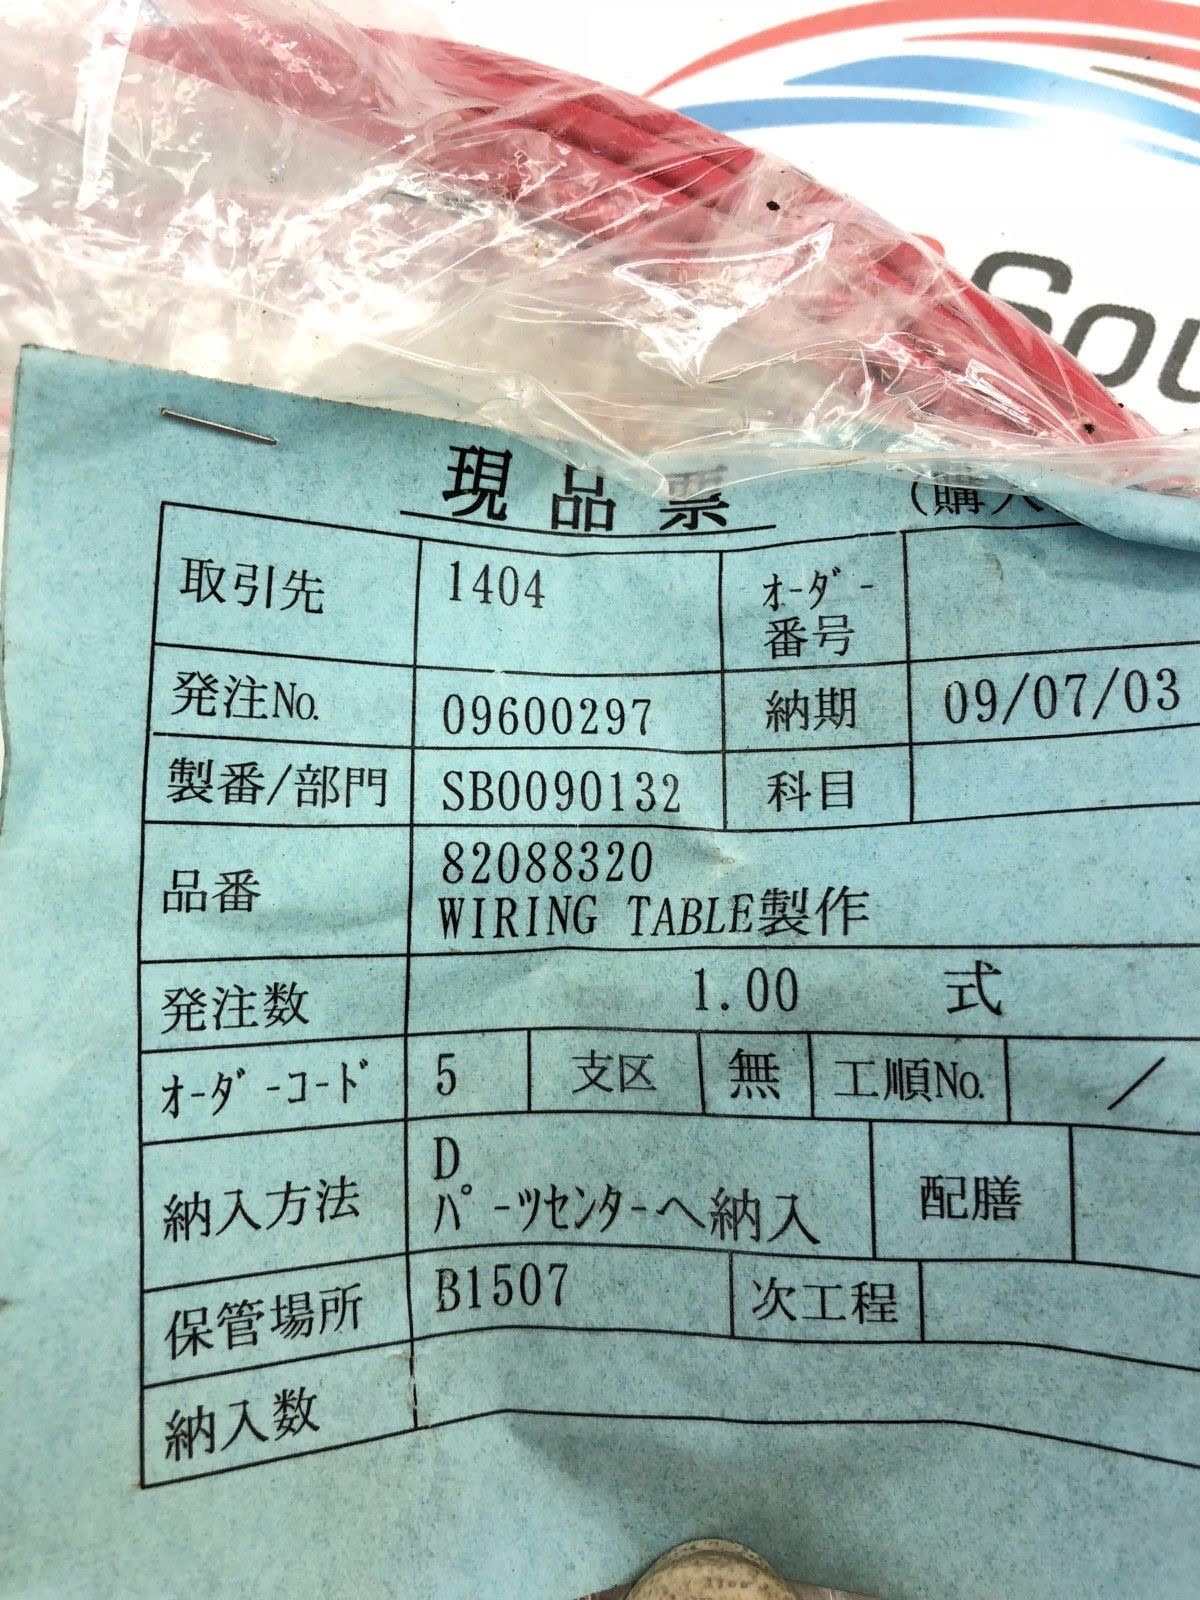 Sou
現品票 (購入
取引先 1404 オーダー番号
発注No. 09600297 納期 09/07/03
製番/部門 SB0090132 科目
品番 82088320
WIRING TABLE製作
発注数 1.00 式
オーダーコード 5 支区 無 工順No. /
納入方法 D
パーツセンターへ納入 配膳
保管場所 B1507 次工程
納入数